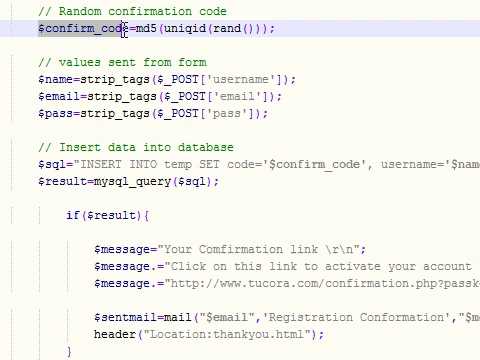 // Random confirmation code
$confirm_code=md5(uniqid(rand()));
// values sent from form
$name=strip_tags($_POST['username']);
$email=strip_tags($_POST['email']);
$pass=strip_tags($_POST['pass']);
// Insert data into database
$sql="INSERT INTO temp SET code='$confirm_code', username='$nam
$result=mysql_query($sql);
if($result){
$message="Your Comfirmation link \r\n";
$message.="Click on this link to activate your account
$message.="http://www.tucora.com/confirmation.php?passk
$sentmail=mail("$email",'Registration Conformation',"$m
header("Location:thankyou.html");
}